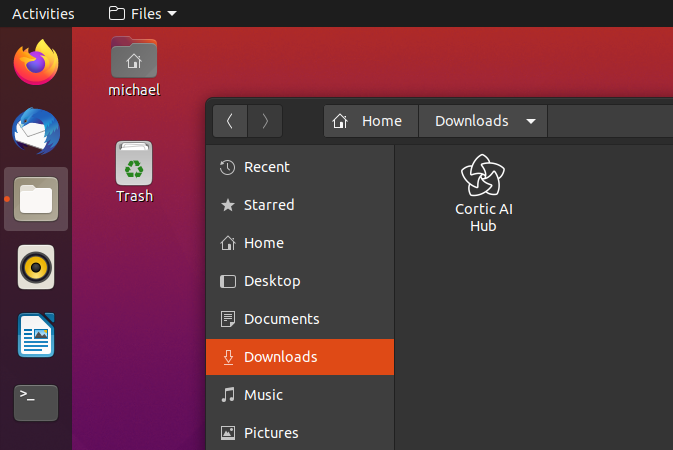 Activities
Files
michael
Trash
Home
Downloads
Recent
Starred
Home
Desktop
Documents
Downloads
Music
Pictures
Cortic AI
Hub
>_